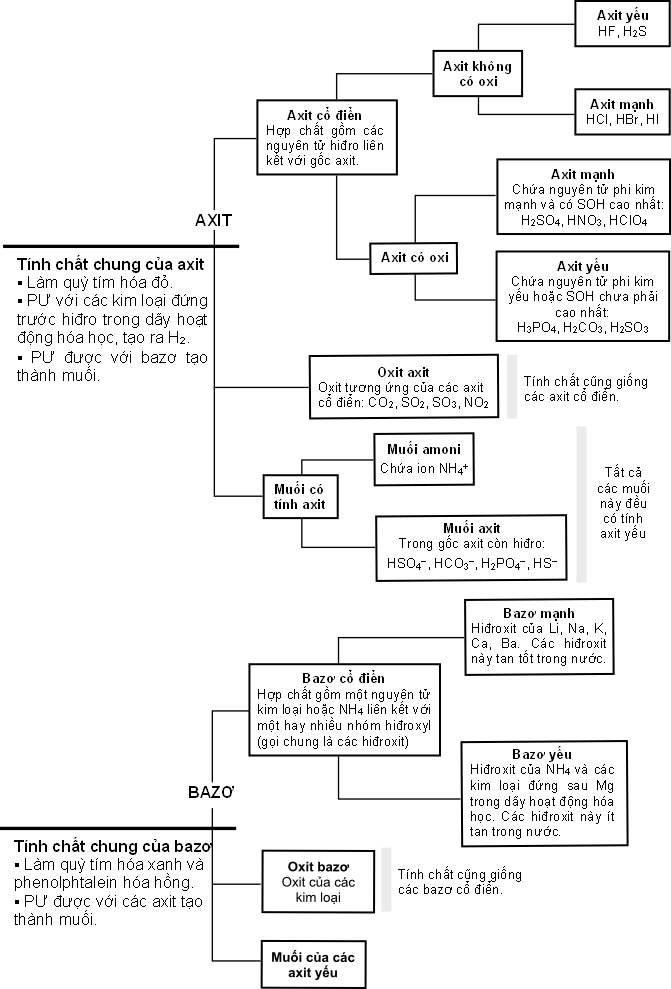 Axit yếu
HF, H₂S
Axit không
có oxi
Axit mạnh
HCl, HBr, HI
Axit cổ điển
Hợp chất gồm các
nguyên tử hiđro liên
kết với gốc axit.
Axit mạnh
Chứa nguyên tử phi kim
mạnh và có SOH cao nhất:
H₂SO₄, HNO₃, HClO₄
AXIT
Axit có oxi
Axit yếu
Chứa nguyên tử phi kim
yếu hoặc SOH chưa phải
cao nhất:
H₃PO₄, H₂CO₃, H₂SO₃
Tính chất chung của axit
▪ Làm quỳ tím hóa đỏ.
▪ PƯ với các kim loại đứng
trước hiđro trong dãy hoạt
động hóa học, tạo ra H₂.
▪ PƯ được với bazơ tạo
thành muối.
Oxit axit
Oxit tương ứng của các axit
cổ điển: CO₂, SO₂, SO₃, NO₂
Tính chất cũng giống
các axit cổ điển.
Muối amoni
Chứa ion NH₄⁺
Muối có
tính axit
Muối axit
Trong gốc axit còn hiđro:
HSO₄⁻, HCO₃⁻, H₂PO₄⁻, HS⁻
Tất cả
các muối
này đều
có tính
axit yếu
Bazơ mạnh
Hiđroxit của Li, Na, K,
Ca, Ba. Các hiđroxit
này tan tốt trong nước.
Bazơ cổ điển
Hợp chất gồm một nguyên tử
kim loại hoặc NH₄ liên kết với
một hay nhiều nhóm hiđroxyl
(gọi chung là các hiđroxit)
Bazơ yếu
Hiđroxit của NH₄ và các
kim loại đứng sau Mg
trong dãy hoạt động hóa
học. Các hiđroxit này ít
tan trong nước.
BAZƠ
Tính chất chung của bazơ
▪ Làm quỳ tím hóa xanh và
phenolphtalein hóa hồng.
▪ PƯ được với các axit tạo
thành muối.
Oxit bazơ
Oxit của các
kim loại
Tính chất cũng giống
các bazơ cổ điển.
Muối của các
axit yếu